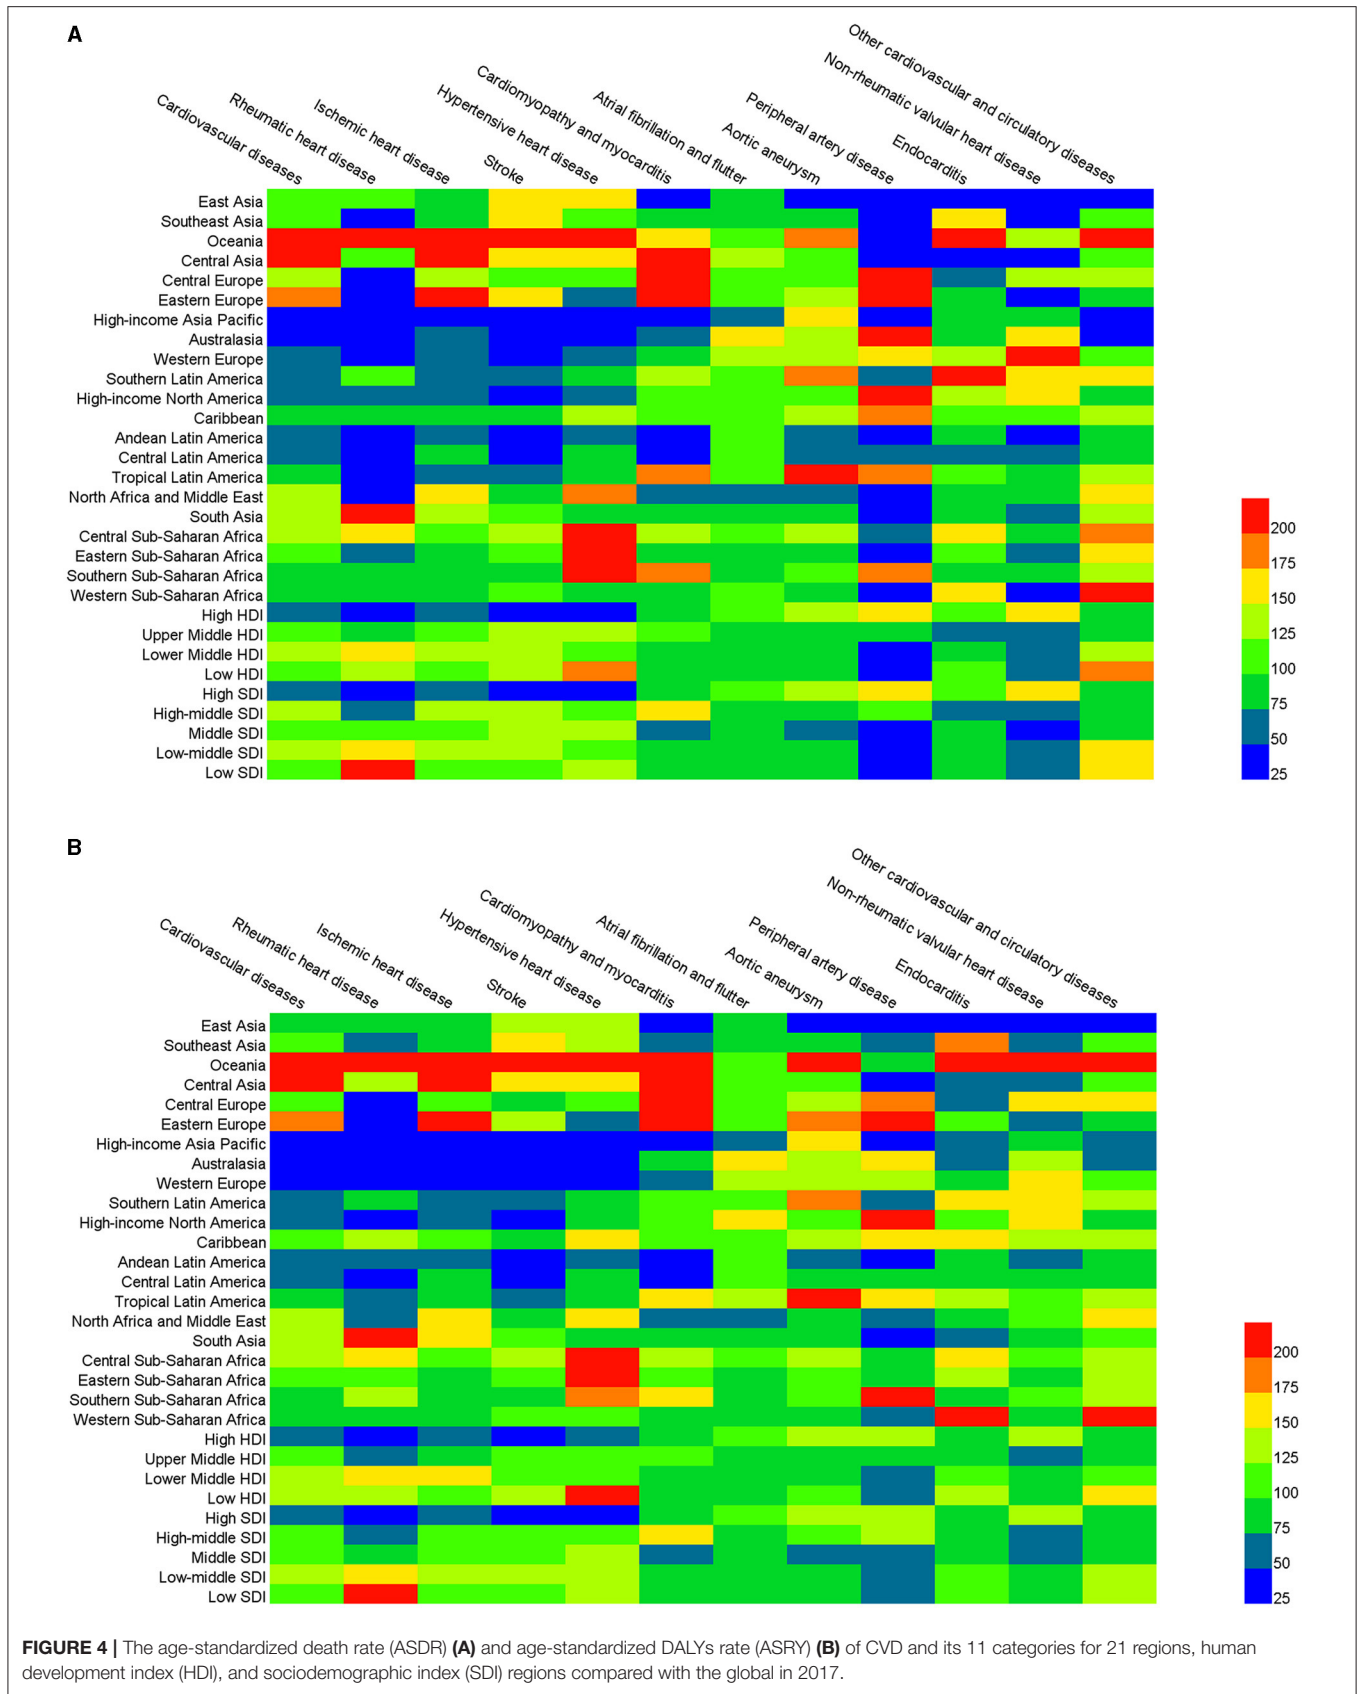 A
Other cardiovascular and circulatory diseases
Non-rheumatic valvular heart disease
Cardiomyopathy and myocarditis
Hypertensive heart disease
Atrial fibrillation and flutter
Peripheral artery disease
Cardiovascular diseases
Rheumatic heart disease
Ischemic heart disease
Aortic aneurysm
Endocarditis
Stroke
East Asia
Southeast Asia
Oceania
Central Asia
Central Europe
Eastern Europe
High-income Asia Pacific
Australasia
Western Europe
Southern Latin America
High-income North America
Caribbean
Andean Latin America
Central Latin America
Tropical Latin America
North Africa and Middle East
South Asia
Central Sub-Saharan Africa
Eastern Sub-Saharan Africa
Southern Sub-Saharan Africa
Western Sub-Saharan Africa
High HDI
Upper Middle HDI
Lower Middle HDI
Low HDI
High SDI
High-middle SDI
Middle SDI
Low-middle SDI
Low SDI
200
175
150
125
100
75
50
25
B
Other cardiovascular and circulatory diseases
Non-rheumatic valvular heart disease
Cardiomyopathy and myocarditis
Hypertensive heart disease
Atrial fibrillation and flutter
Peripheral artery disease
Cardiovascular diseases
Rheumatic heart disease
Ischemic heart disease
Aortic aneurysm
Endocarditis
Stroke
East Asia
Southeast Asia
Oceania
Central Asia
Central Europe
Eastern Europe
High-income Asia Pacific
Australasia
Western Europe
Southern Latin America
High-income North America
Caribbean
Andean Latin America
Central Latin America
Tropical Latin America
North Africa and Middle East
South Asia
Central Sub-Saharan Africa
Eastern Sub-Saharan Africa
Southern Sub-Saharan Africa
Western Sub-Saharan Africa
High HDI
Upper Middle HDI
Lower Middle HDI
Low HDI
High SDI
High-middle SDI
Middle SDI
Low-middle SDI
Low SDI
200
175
150
125
100
75
50
25
FIGURE 4 | The age-standardized death rate (ASDR) (A) and age-standardized DALYs rate (ASRY) (B) of CVD and its 11 categories for 21 regions, human
development index (HDI), and sociodemographic index (SDI) regions compared with the global in 2017.